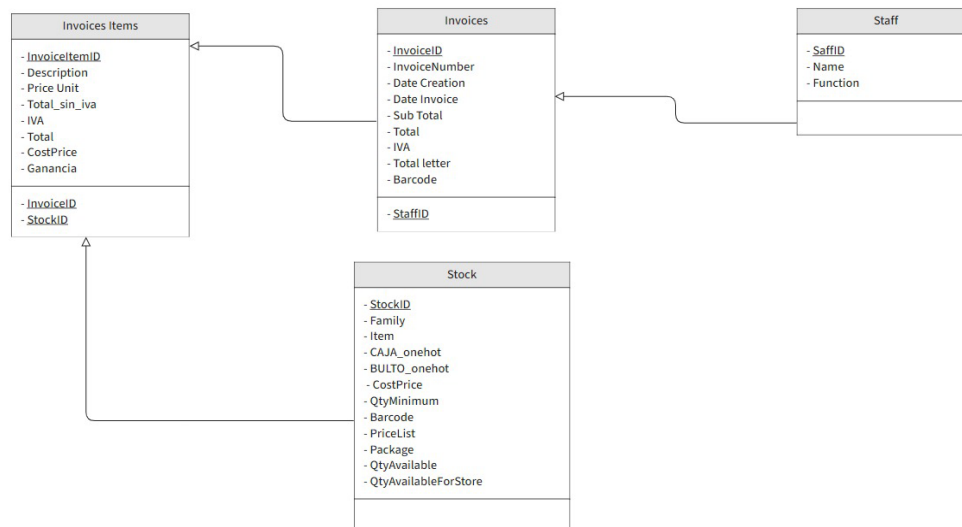 Invoices Items
- InvoiceItemID
- Description
- Price Unit
- Total_sin_iva
- IVA
- Total
- CostPrice
- Ganancia
- InvoiceID
- StockID
Invoices
- InvoiceID
- InvoiceNumber
- Date Creation
- Date Invoice
- Sub Total
- Total
- IVA
- Total letter
- Barcode
- StaffID
Staff
- SaffID
- Name
- Function
Stock
- StockID
- Family
- Item
- CAJA_onehot
- BULTO_onehot
- CostPrice
- QtyMinimum
- Barcode
- PriceList
- Package
- QtyAvailable
- QtyAvailableForStore